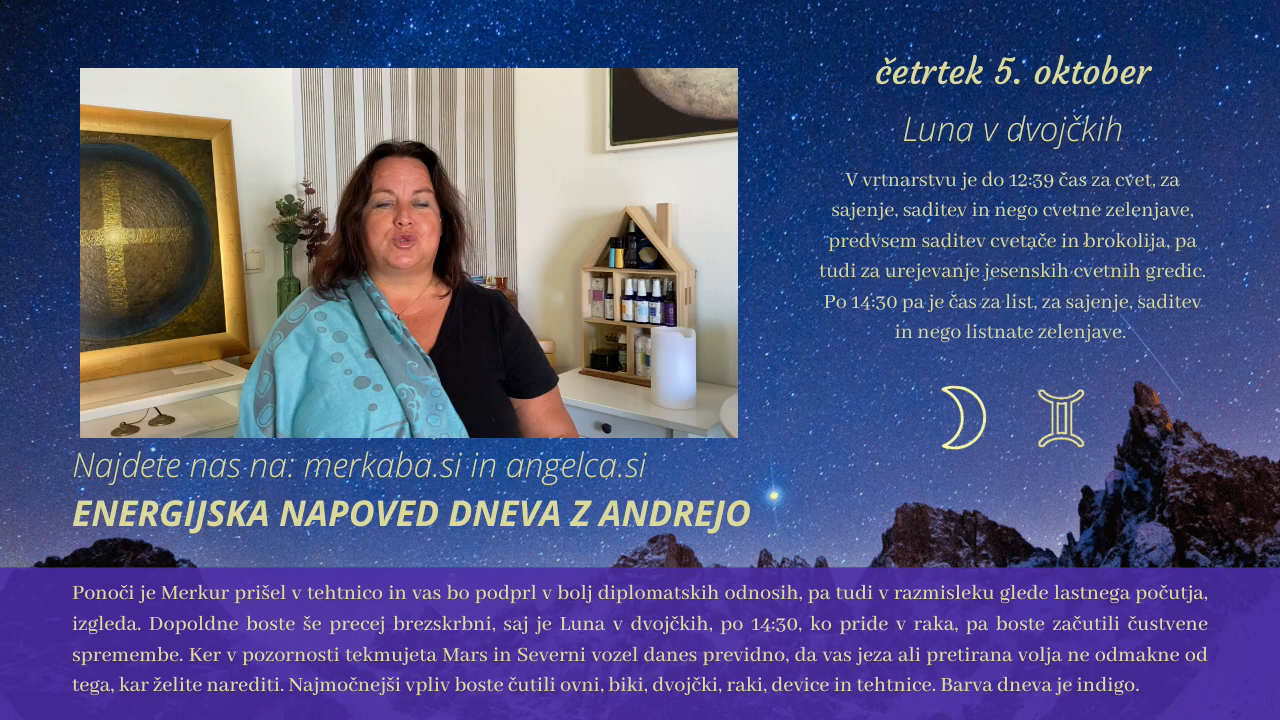 četrtek 5. oktober
Luna v dvojčkih
V vrtnarstvu je do 12:39 čas za cvet, za
sajenje, saditev in nego cvetne zelenjave,
predvsem saditev cvetače in brokolija, pa
tudi za urejevanje jesenskih cvetnih gredic.
Po 14:30 pa je čas za list, za sajenje, saditev
in nego listnate zelenjave.
Najdete nas na: merkaba.si in angelca.si
ENERGIJSKA NAPOVED DNEVA Z ANDREJO
Ponoči je Merkur prišel v tehtnico in vas bo podprl v bolj diplomatskih odnosih, pa tudi v razmisleku glede lastnega počutja,
izgleda. Dopoldne boste še precej brezskrbni, saj je Luna v dvojčkih, po 14:30, ko pride v raka, pa boste začutili čustvene
spremembe. Ker v pozornosti tekmujeta Mars in Severni vozel danes previdno, da vas jeza ali pretirana volja ne odmakne od
tega, kar želite narediti. Najmočnejši vpliv boste čutili ovni, biki, dvojčki, raki, device in tehtnice. Barva dneva je indigo.